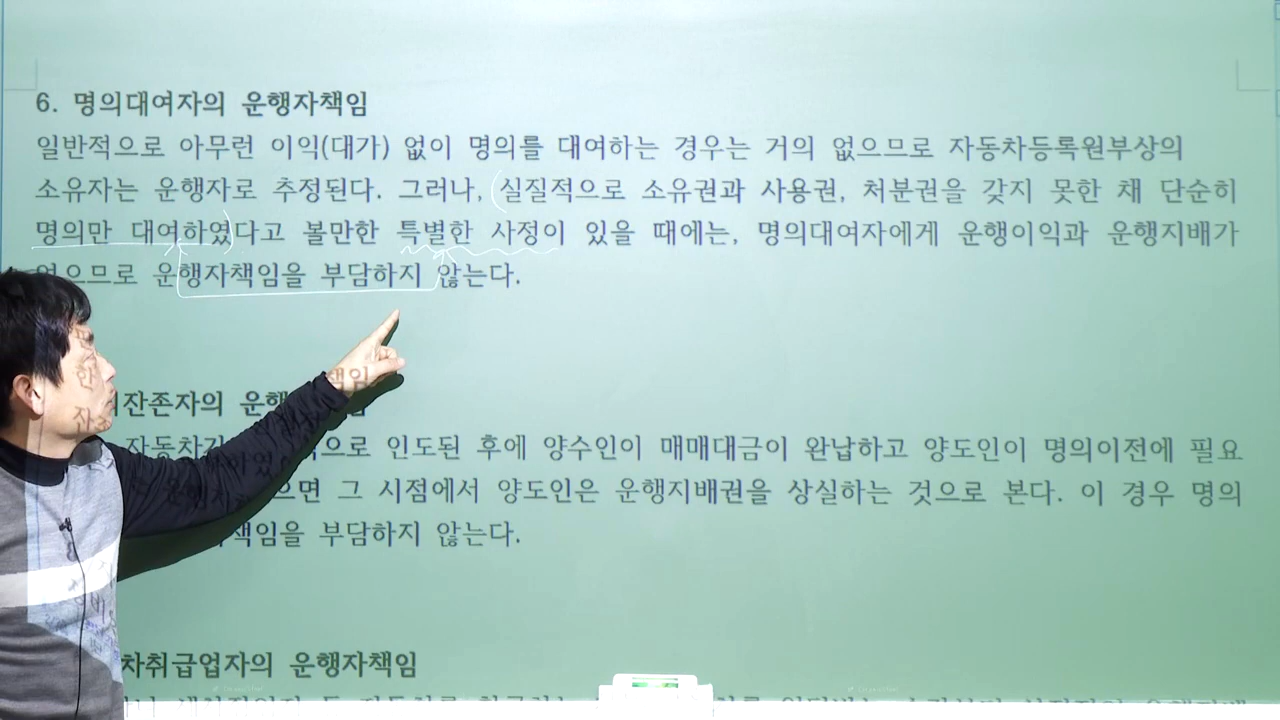 6. 명의대여자의 운행자책임
일반적으로 아무런 이익(대가) 없이 명의를 대여하는 경우는 거의 없으므로 자동차등록원부상의
소유자는 운행자로 추정된다. 그러나, 실질적으로 소유권과 사용권, 처분권을 갖지 못한 채 단순히
명의만 대여하였다고 볼만한 특별한 사정이 있을 때에는, 명의대여자에게 운행이익과 운행지배가
없으므로 운행자책임을 부담하지 않는다.
잔존자의 운행
인도된 후에 양수인이 매매대금이 완납하고 양도인이 명의이전에 필요
그 시점에서 양도인은 운행지배권을 상실하는 것으로 본다. 이 경우 명의
부담하지 않는다.
차취급업자의 운행자책임